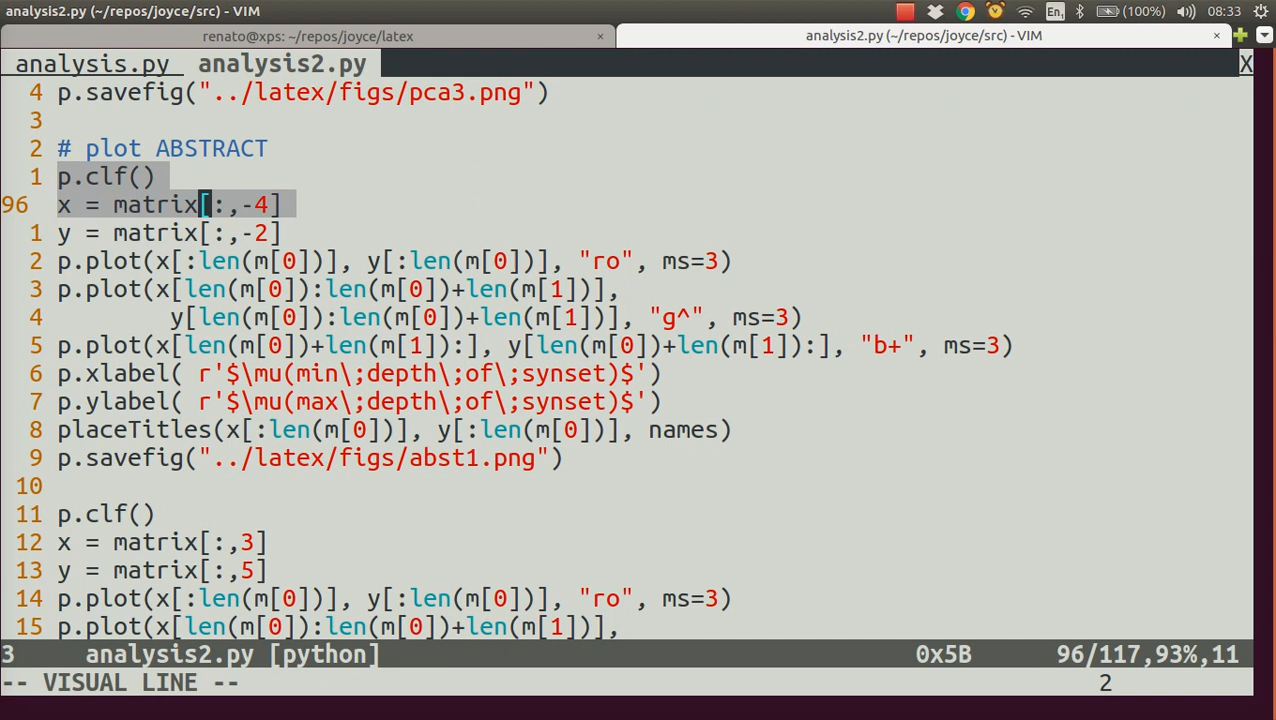 analysis2.py (~/repos/joyce/src) - VIM
En1
(100%)
08:33
renato@xps: ~/repos/joyce/latex ×
analysis2.py (~/repos/joyce/src) - VIM ×
analysis.py analysis2.py X
4 p.savefig("../latex/figs/pca3.png")
3
2 # plot ABSTRACT
1 p.clf()
96 x = matrix[:,-4]
1 y = matrix[:,-2]
2 p.plot(x[:len(m[0])], y[:len(m[0])], "ro", ms=3)
3 p.plot(x[len(m[0]):len(m[0])+len(m[1])],
4         y[len(m[0]):len(m[0])+len(m[1])], "g^", ms=3)
5 p.plot(x[len(m[0])+len(m[1]):], y[len(m[0])+len(m[1]):], "b+", ms=3)
6 p.xlabel( r'$\mu(min\;depth\;of\;synset)$')
7 p.ylabel( r'$\mu(max\;depth\;of\;synset)$')
8 placeTitles(x[:len(m[0])], y[:len(m[0])], names)
9 p.savefig("../latex/figs/abst1.png")
10
11 p.clf()
12 x = matrix[:,3]
13 y = matrix[:,5]
14 p.plot(x[:len(m[0])], y[:len(m[0])], "ro", ms=3)
15 p.plot(x[len(m[0]):len(m[0])+len(m[1])],
3 analysis2.py [python] 0x5B 96/117,93%,11
-- VISUAL LINE -- 2